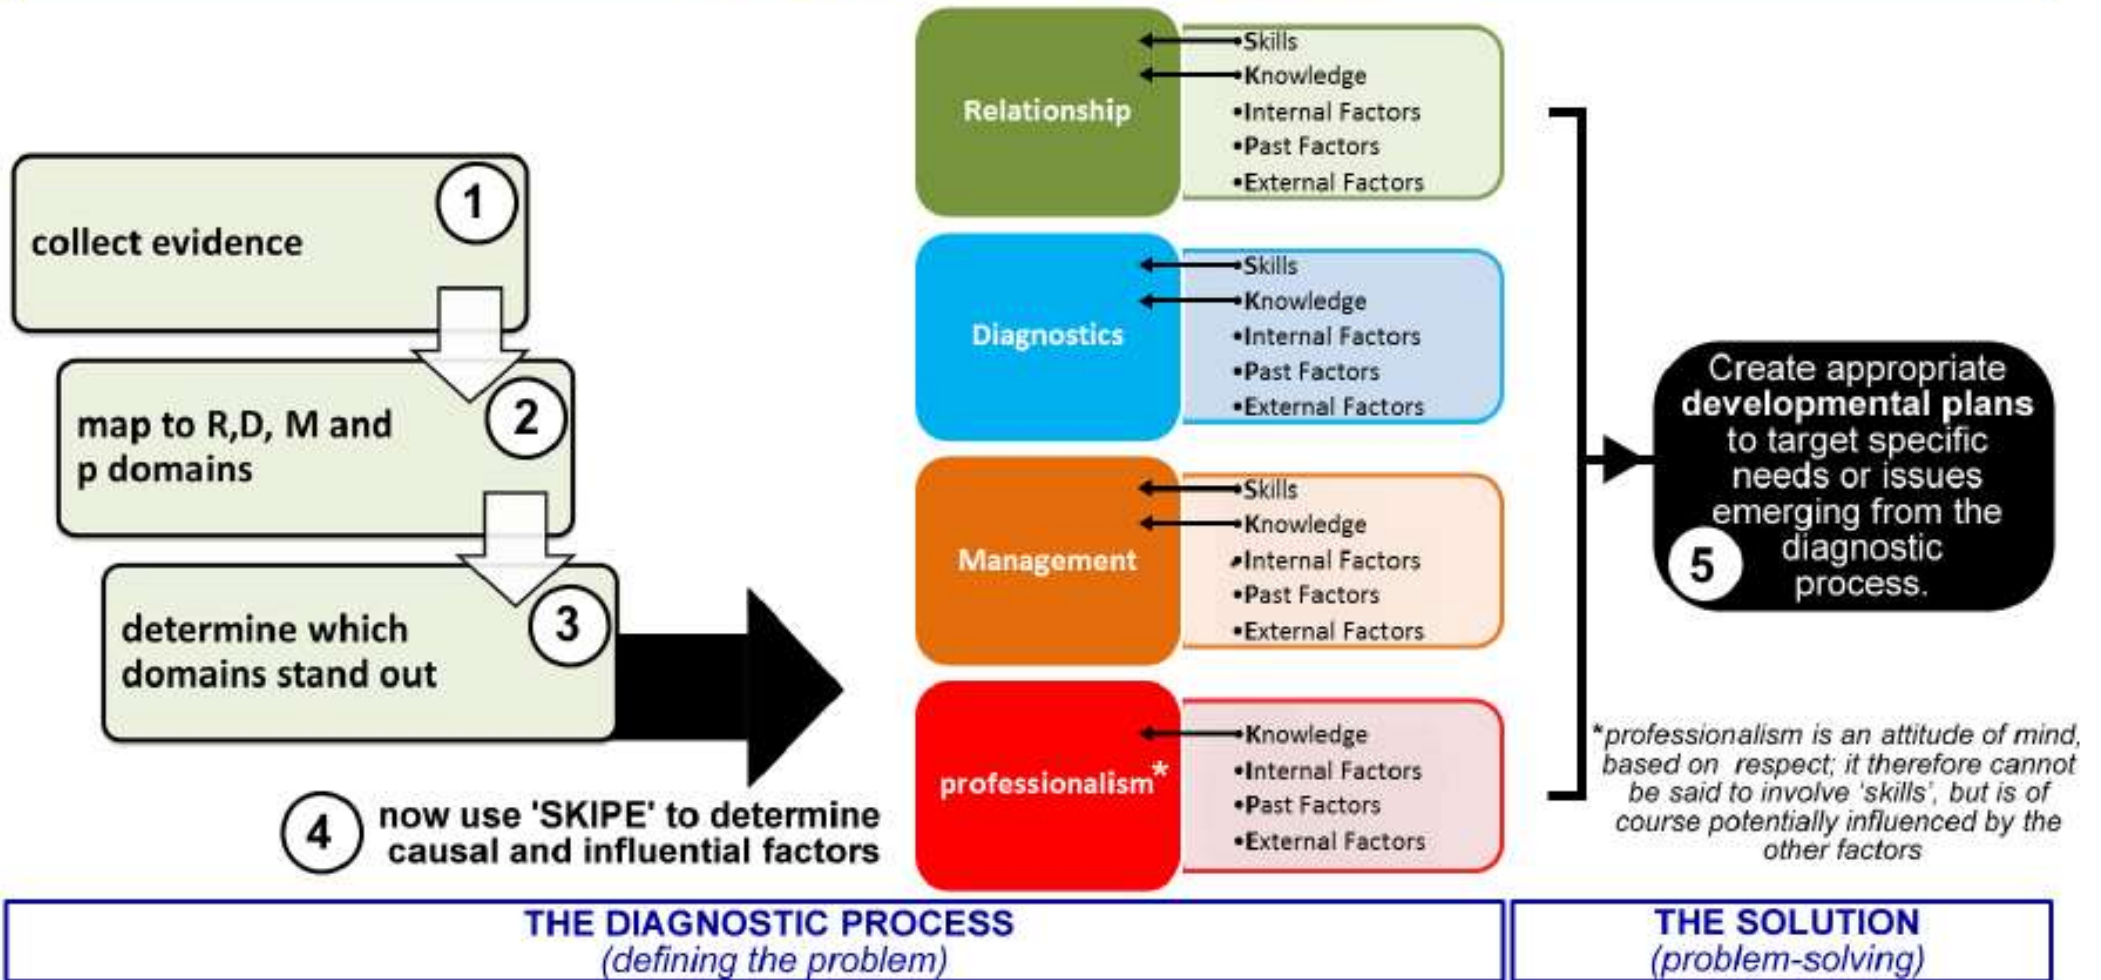 1
collect evidence
2
map to R,D, M and
p domains
3
determine which
domains stand out
4
now use 'SKIPE' to determine
causal and influential factors
Relationship
•Skills
•Knowledge
•Internal Factors
•Past Factors
•External Factors
Diagnostics
•Skills
•Knowledge
•Internal Factors
•Past Factors
•External Factors
Management
•Skills
•Knowledge
•Internal Factors
•Past Factors
•External Factors
professionalism*
•Knowledge
•Internal Factors
•Past Factors
•External Factors
Create appropriate
developmental plans
to target specific
needs or issues
emerging from the
diagnostic
process.
5
*professionalism is an attitude of mind,
based on respect; it therefore cannot
be said to involve 'skills', but is of
course potentially influenced by the
other factors
THE DIAGNOSTIC PROCESS
(defining the problem)
THE SOLUTION
(problem-solving)